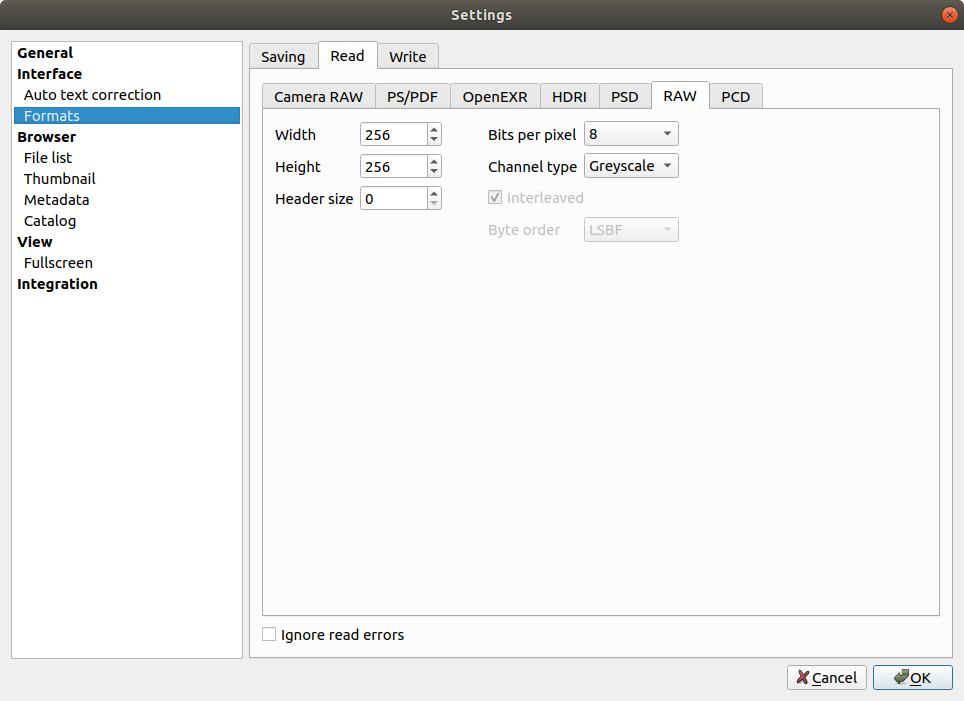 Settings
General
Interface
Auto text correction
Formats
Browser
File list
Thumbnail
Metadata
Catalog
View
Fullscreen
Integration
Saving Read Write
Camera RAW PS/PDF OpenEXR HDRI PSD RAW PCD
Width 256 Bits per pixel 8
Height 256 Channel type Greyscale
Header size 0 Interleaved
Byte order LSBF
Ignore read errors
Cancel OK